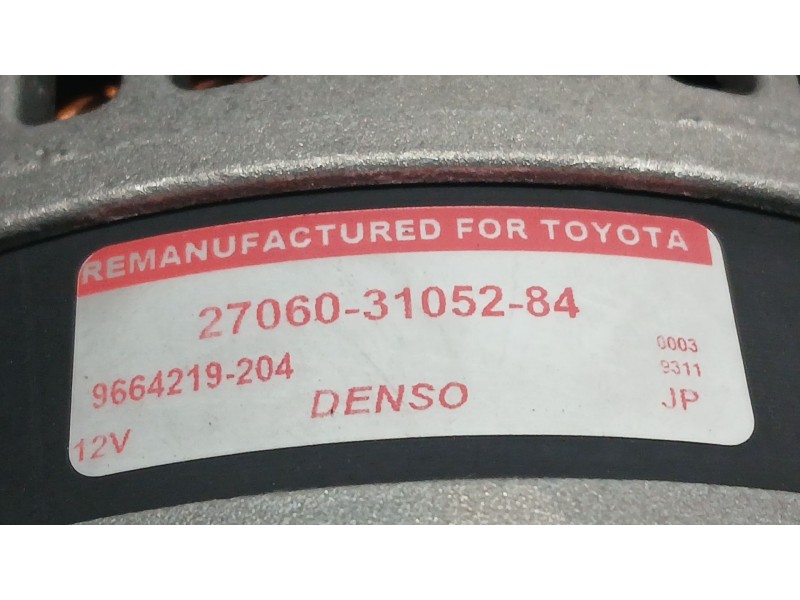 REMANUFACTURED FOR TOYOTA
27060-31052-84
9664219-204
0003
9311
DENSO
JP
12V